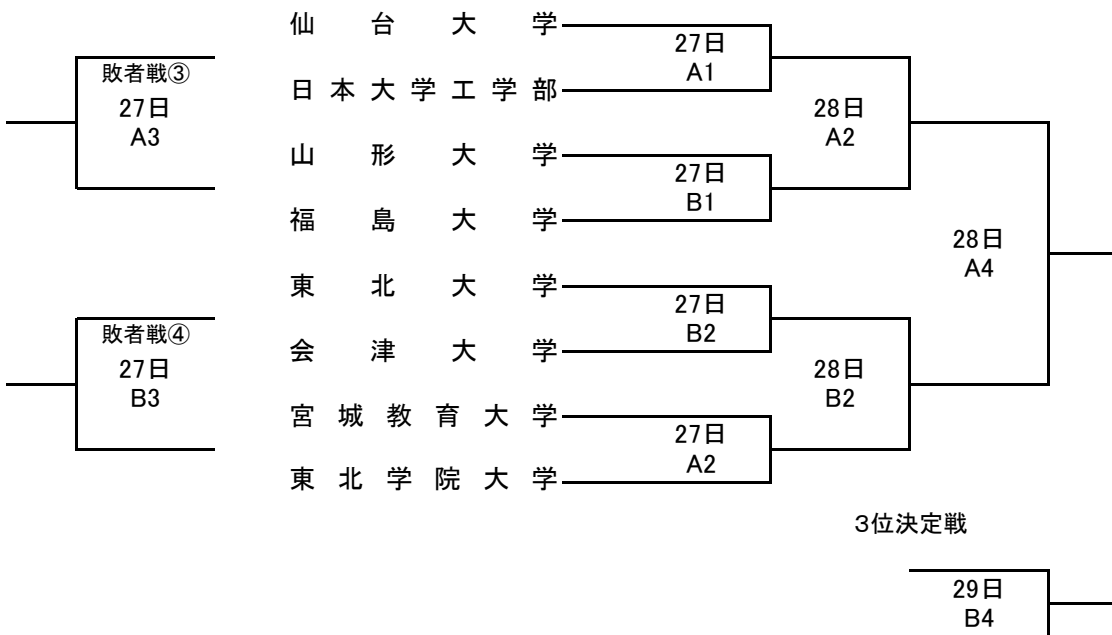 仙台大学
27日
A1
敗者戦③
日本大学工学部
27日
A3
28日
A2
山形大学
27日
B1
福島大学
28日
A4
東北大学
27日
B2
敗者戦④
会津大学
27日
B3
28日
B2
宮城教育大学
27日
A2
東北学院大学
3位決定戦
29日
B4